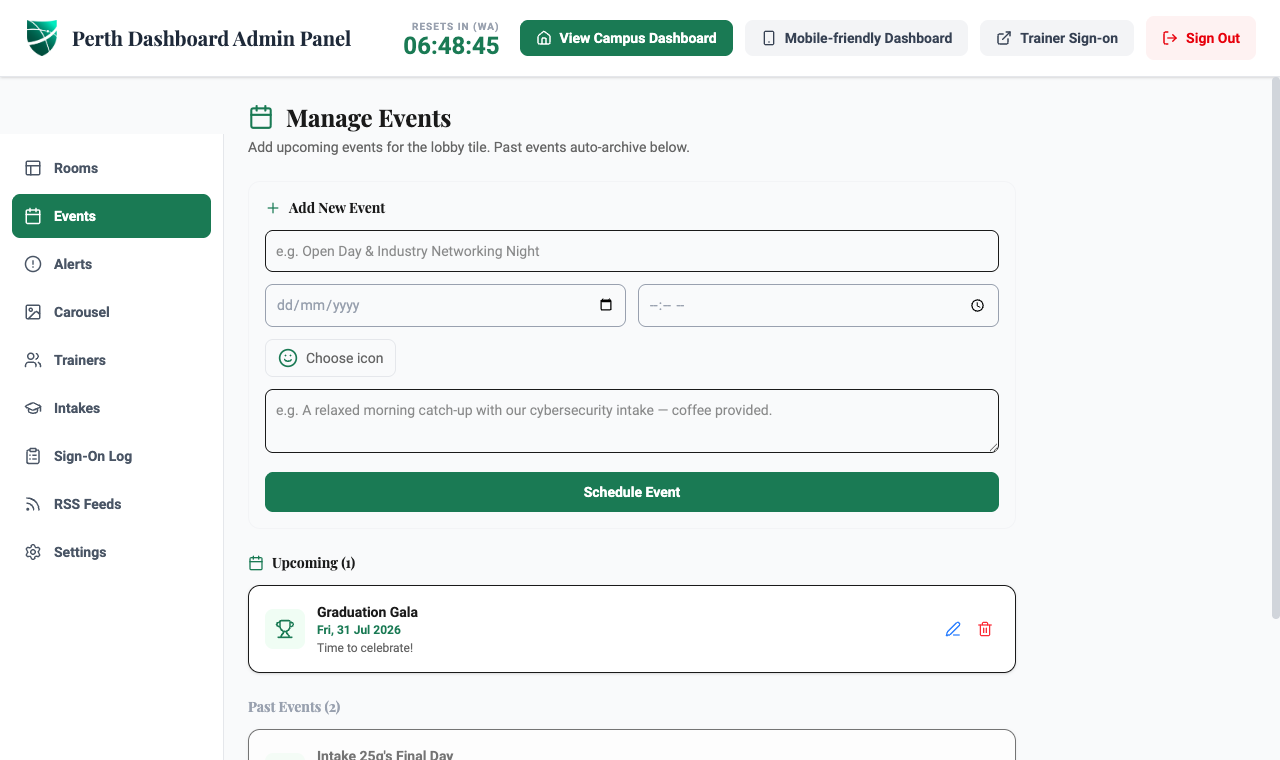 Perth Dashboard Admin Panel
RESETS IN (WA)
06:48:45
View Campus Dashboard
Mobile-friendly Dashboard
Trainer Sign-on
Sign Out
Rooms
Events
Alerts
Carousel
Trainers
Intakes
Sign-On Log
RSS Feeds
Settings
Manage Events
Add upcoming events for the lobby tile. Past events auto-archive below.
Add New Event
e.g. Open Day & Industry Networking Night
dd/mm/yyyy
--:-- --
Choose icon
e.g. A relaxed morning catch-up with our cybersecurity intake — coffee provided.
Schedule Event
Upcoming (1)
Graduation Gala
Fri, 31 Jul 2026
Time to celebrate!
Past Events (2)
Intake 25g's Final Day